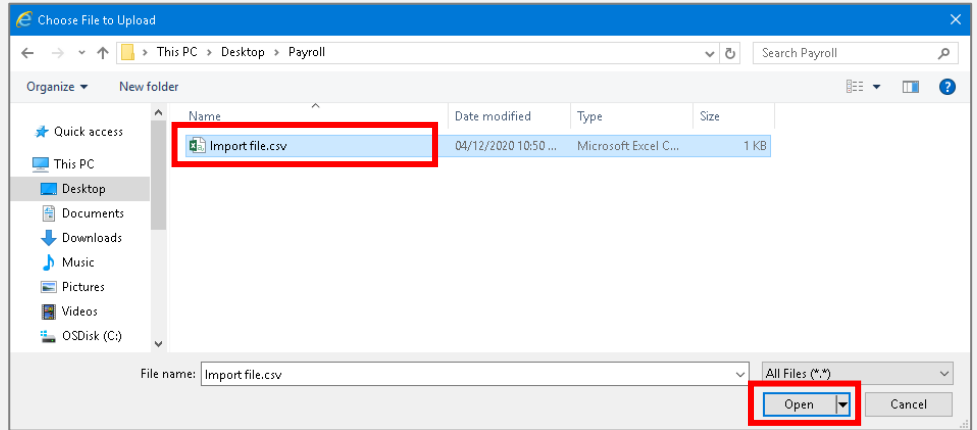 Choose File to Upload
This PC > Desktop > Payroll
Search Payroll
Organize
New folder
Name
Date modified
Type
Size
Quick access
Import file.csv
04/12/2020 10:50 ...
Microsoft Excel C...
1 KB
This PC
Desktop
Documents
Downloads
Music
Pictures
Videos
OSDisk (C:)
File name: Import file.csv
All Files (*.*)
Open
Cancel